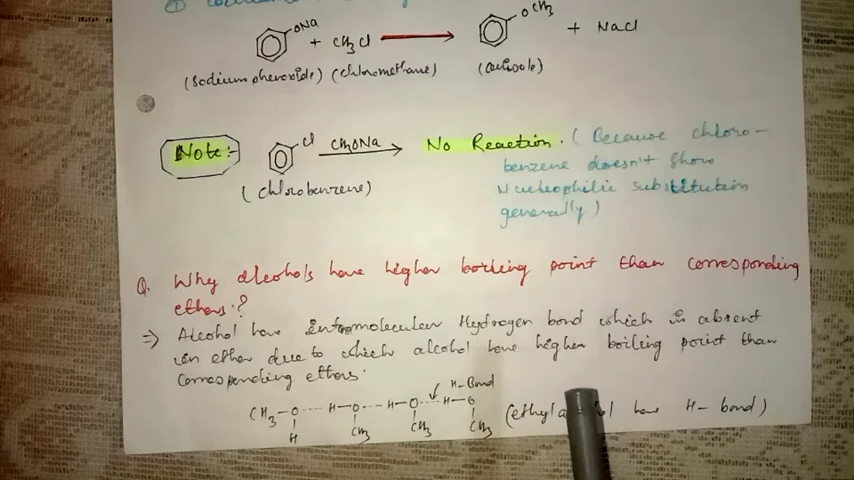 ONa
+ CH3Cl
OCH3
+ NaCl
(Sodium phenoxide) (chloromethane)
(anisole)
Note:-
Cl
CH3ONa
No Reaction. (Because chloro-
benzene doesn't show
Nucleophilic substitution
generally)
(chlorobenzene)
Q. Why alcohols have higher boiling point than corresponding
ethers?
⇒ Alcohol have intermolecular Hydrogen bond which is absent
in ether due to which alcohol have higher boiling point than
corresponding ethers.
H-Bond
CH3-O---H-O---H-O---H-O
H CH3 CH3 CH3
(ethyl have H-bond)